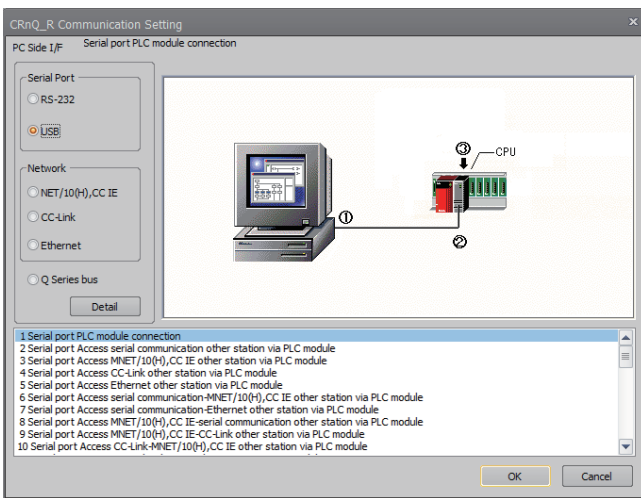 CRnQ_R Communication Setting
PC Side I/F Serial port PLC module connection
Serial Port
RS-232
USB
Network
NET/10(H),CC IE
CC-Link
Ethernet
Q Series bus
Detail
③
CPU
①
②
1 Serial port PLC module connection
2 Serial port Access serial communication other station via PLC module
3 Serial port Access MNET/10(H),CC IE other station via PLC module
4 Serial port Access CC-Link other station via PLC module
5 Serial port Access Ethernet other station via PLC module
6 Serial port Access serial communication-MNET/10(H),CC IE other station via PLC module
7 Serial port Access serial communication-Ethernet other station via PLC module
8 Serial port Access MNET/10(H),CC IE-serial communication other station via PLC module
9 Serial port Access MNET/10(H),CC IE-CC-Link other station via PLC module
10 Serial port Access CC-Link-MNET/10(H),CC IE other station via PLC module
OK Cancel